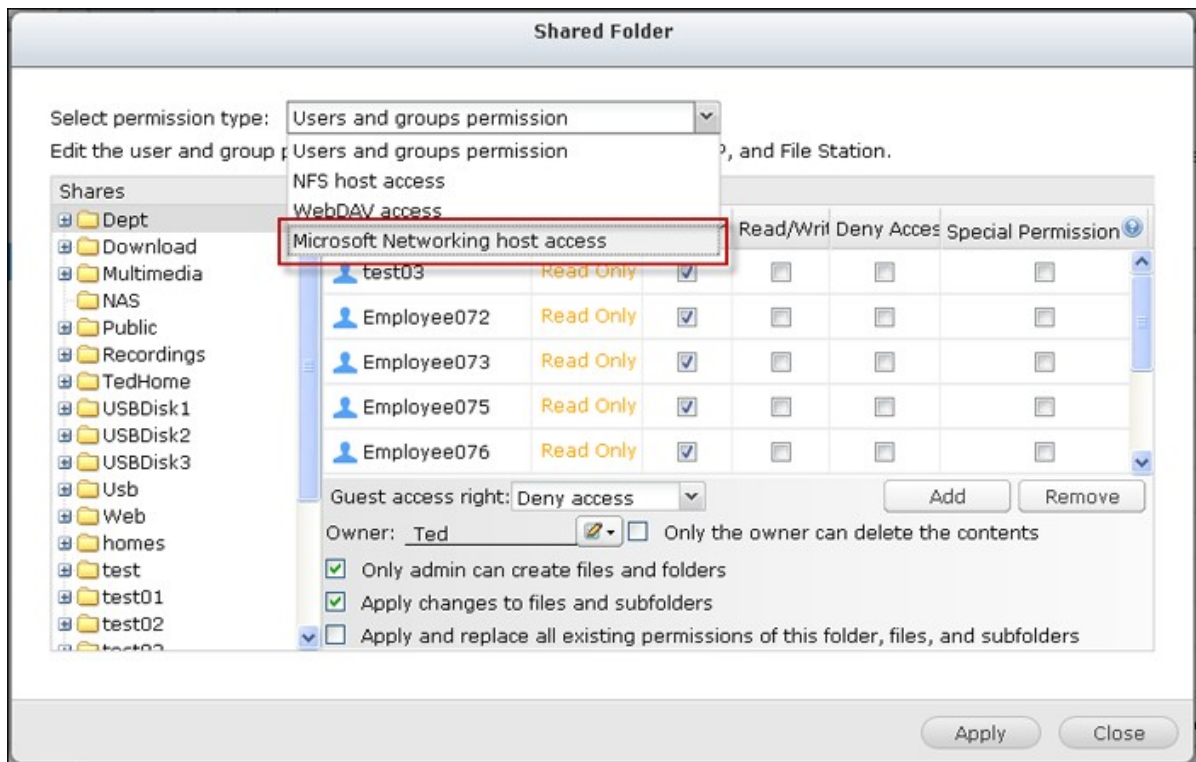 Shared Folder
Select permission type: Users and groups permission
Edit the user and group p
Users and groups permission
P, and File Station.
NFS host access
WebDAV access
Microsoft Networking host access
Shares
Read/Writ Deny Acces Special Permission
Dept
Download
Multimedia
NAS
Public
Recordings
TedHome
USBDisk1
USBDisk2
USBDisk3
Usb
Web
homes
test
test01
test02
test03 Read Only
Employee072 Read Only
Employee073 Read Only
Employee075 Read Only
Employee076 Read Only
Guest access right: Deny access
Add Remove
Owner: Ted
Only the owner can delete the contents
Only admin can create files and folders
Apply changes to files and subfolders
Apply and replace all existing permissions of this folder, files, and subfolders
Apply Close